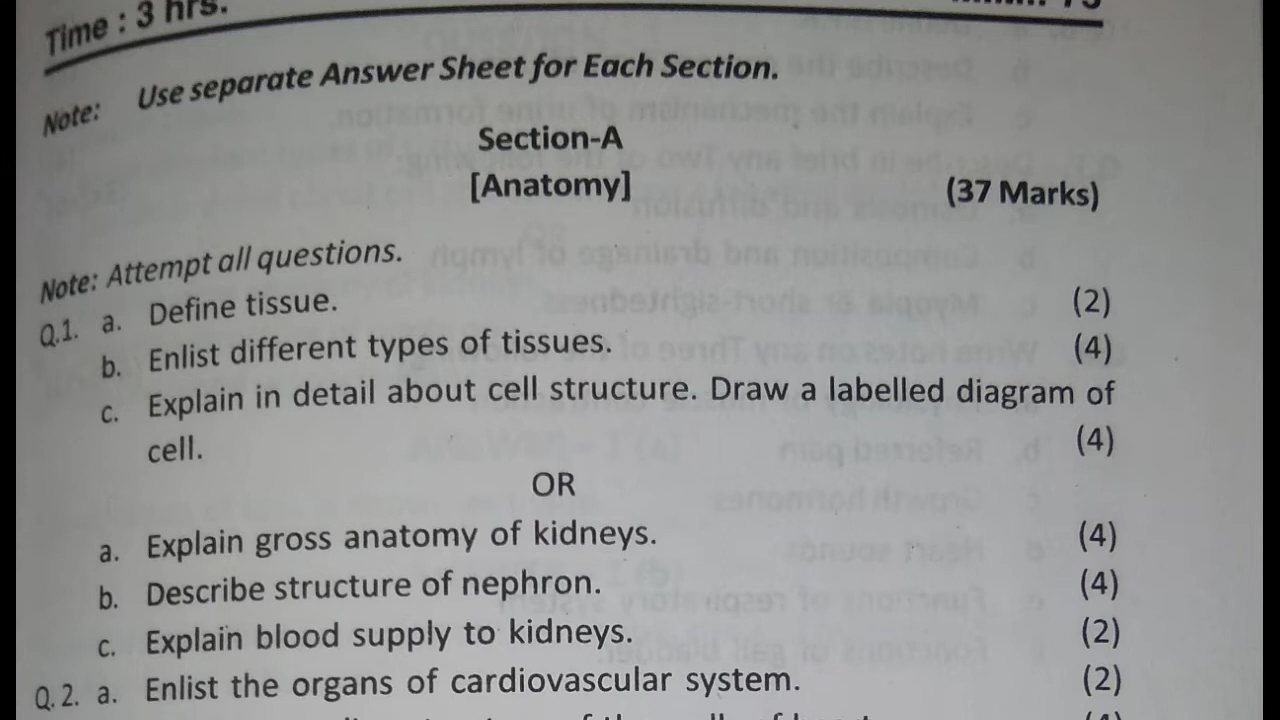 Time : 3 hrs.
Note: Use separate Answer Sheet for Each Section.
Section-A
[Anatomy] (37 Marks)
Note: Attempt all questions.
Q.1. a. Define tissue. (2)
b. Enlist different types of tissues. (4)
c. Explain in detail about cell structure. Draw a labelled diagram of
cell. (4)
OR
a. Explain gross anatomy of kidneys. (4)
b. Describe structure of nephron. (4)
c. Explain blood supply to kidneys. (2)
Q.2. a. Enlist the organs of cardiovascular system. (2)